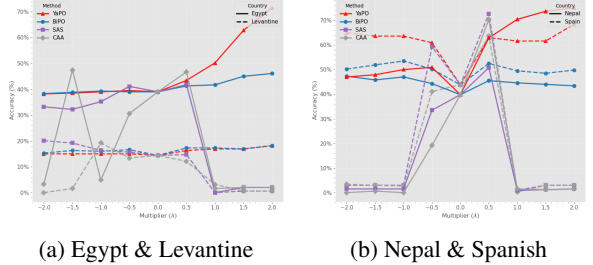 Method
YaPO
BiPO
SAS
CAA
Country
Egypt
Levantine
Accuracy (%)
70%
60%
50%
40%
30%
20%
10%
0%
−2.0 −1.5 −1.0 −0.5 0.0 0.5 1.0 1.5 2.0
Multiplier (λ)
(a) Egypt & Levantine
Method
YaPO
BiPO
SAS
CAA
Country
Nepal
Spain
Accuracy (%)
70%
60%
50%
40%
30%
20%
10%
0%
−2.0 −1.5 −1.0 −0.5 0.0 0.5 1.0 1.5 2.0
Multiplier (λ)
(b) Nepal & Spanish